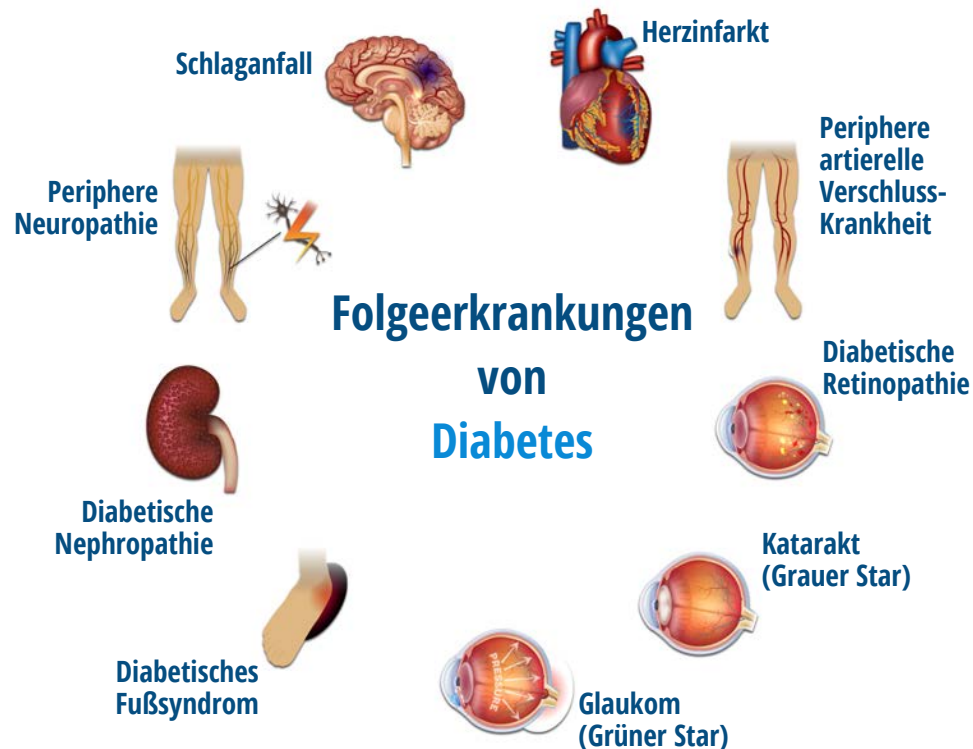 Schlaganfall
Herzinfarkt
Periphere
artierelle
Verschluss-
Krankheit
Periphere
Neuropathie
Folgeerkrankungen
von
Diabetes
Diabetische
Retinopathie
Diabetische
Nephropathie
Katarakt
(Grauer Star)
Diabetisches
Fußsyndrom
PRESSURE
Glaukom
(Grüner Star)